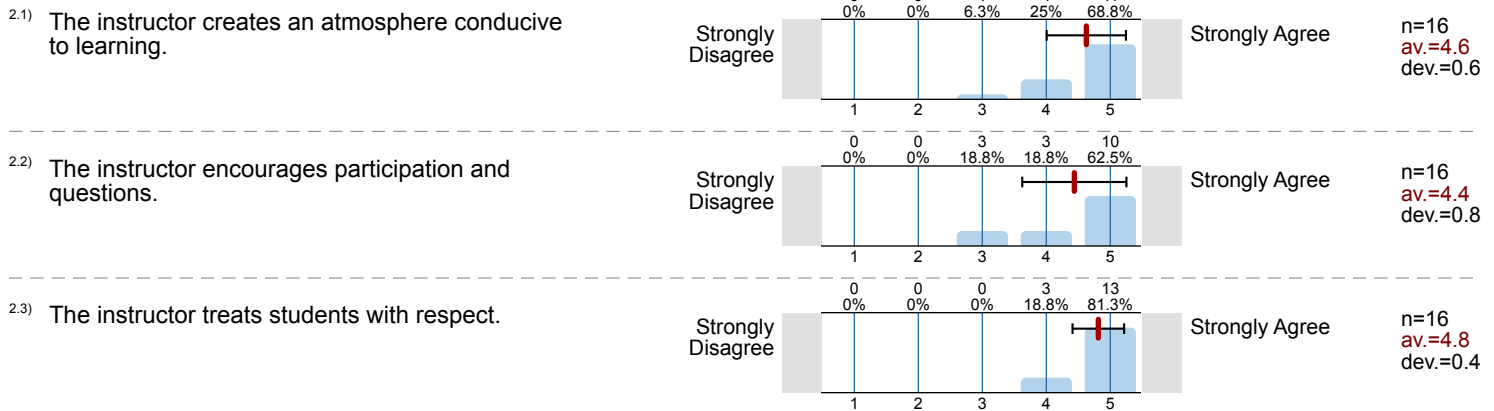 2.1) The instructor creates an atmosphere conducive
to learning.
0% 0% 6.3% 25% 68.8%
Strongly
Disagree
Strongly Agree
n=16
av.=4.6
dev.=0.6
1 2 3 4 5
2.2) The instructor encourages participation and
questions.
0 0 3 3 10
0% 0% 18.8% 18.8% 62.5%
Strongly
Disagree
Strongly Agree
n=16
av.=4.4
dev.=0.8
1 2 3 4 5
2.3) The instructor treats students with respect.
0 0 0 3 13
0% 0% 0% 18.8% 81.3%
Strongly
Disagree
Strongly Agree
n=16
av.=4.8
dev.=0.4
1 2 3 4 5